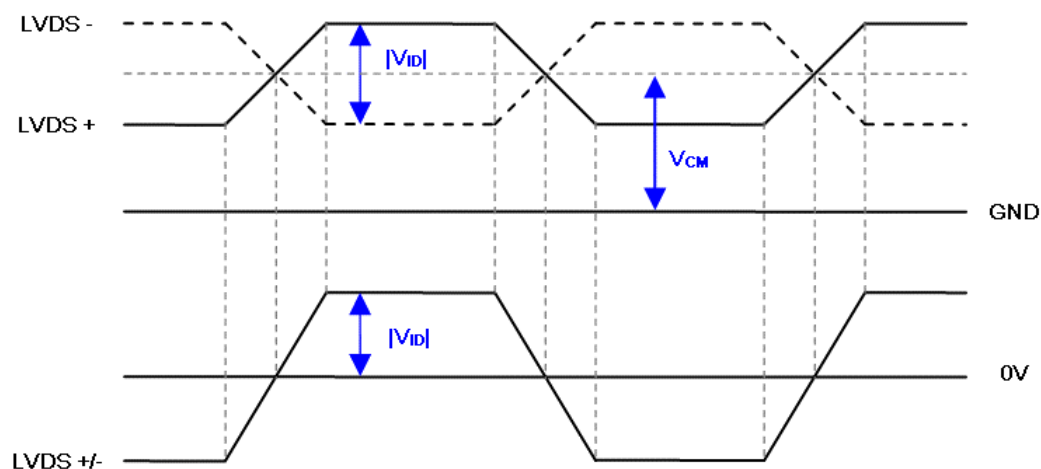 LVDS -
|VID|
LVDS +
VCM
GND
|VID|
0V
LVDS +/-